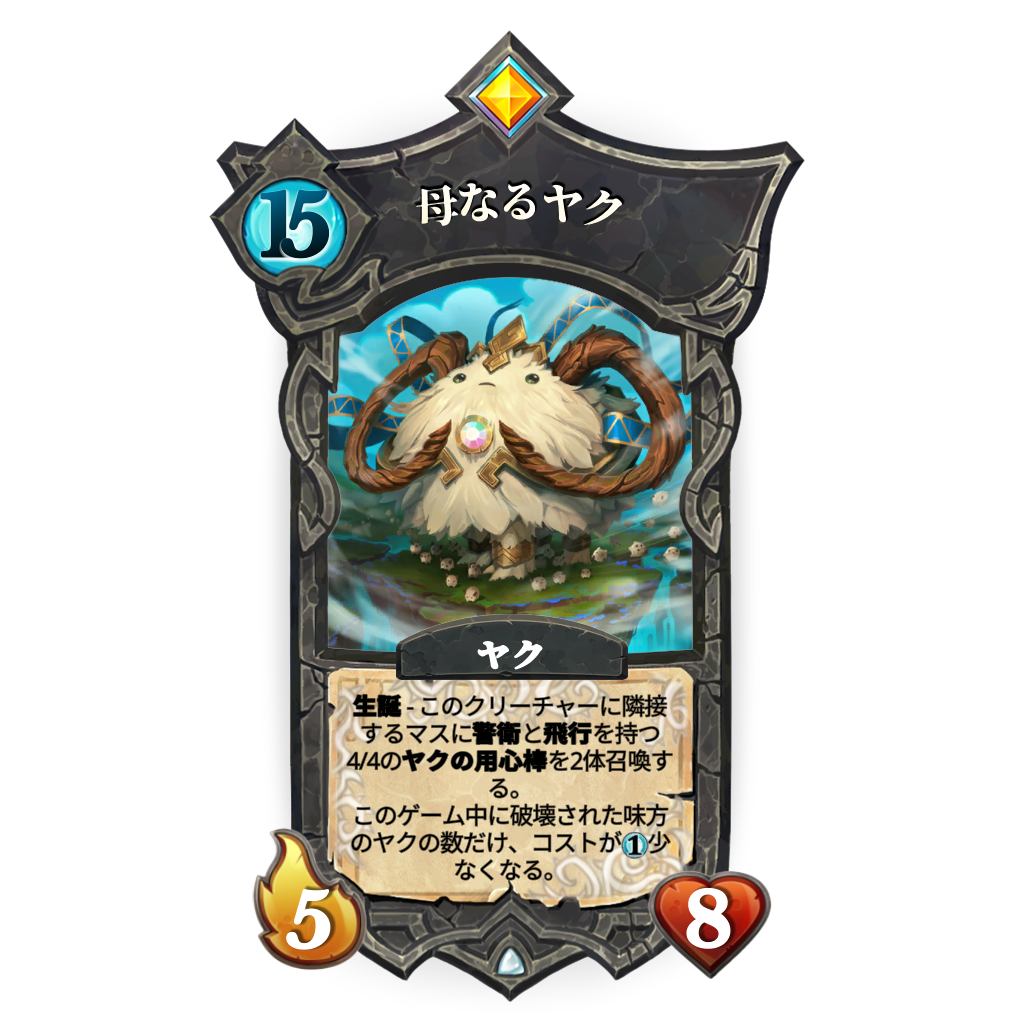 15
母なるヤク
ヤク
生誕 - このクリーチャーに隣接
するマスに警衛と飛行を持つ
4/4のヤクの用心棒を2体召喚す
る。
このゲーム中に破壊された味方
のヤクの数だけ、コストが1少
なくなる。
5
8